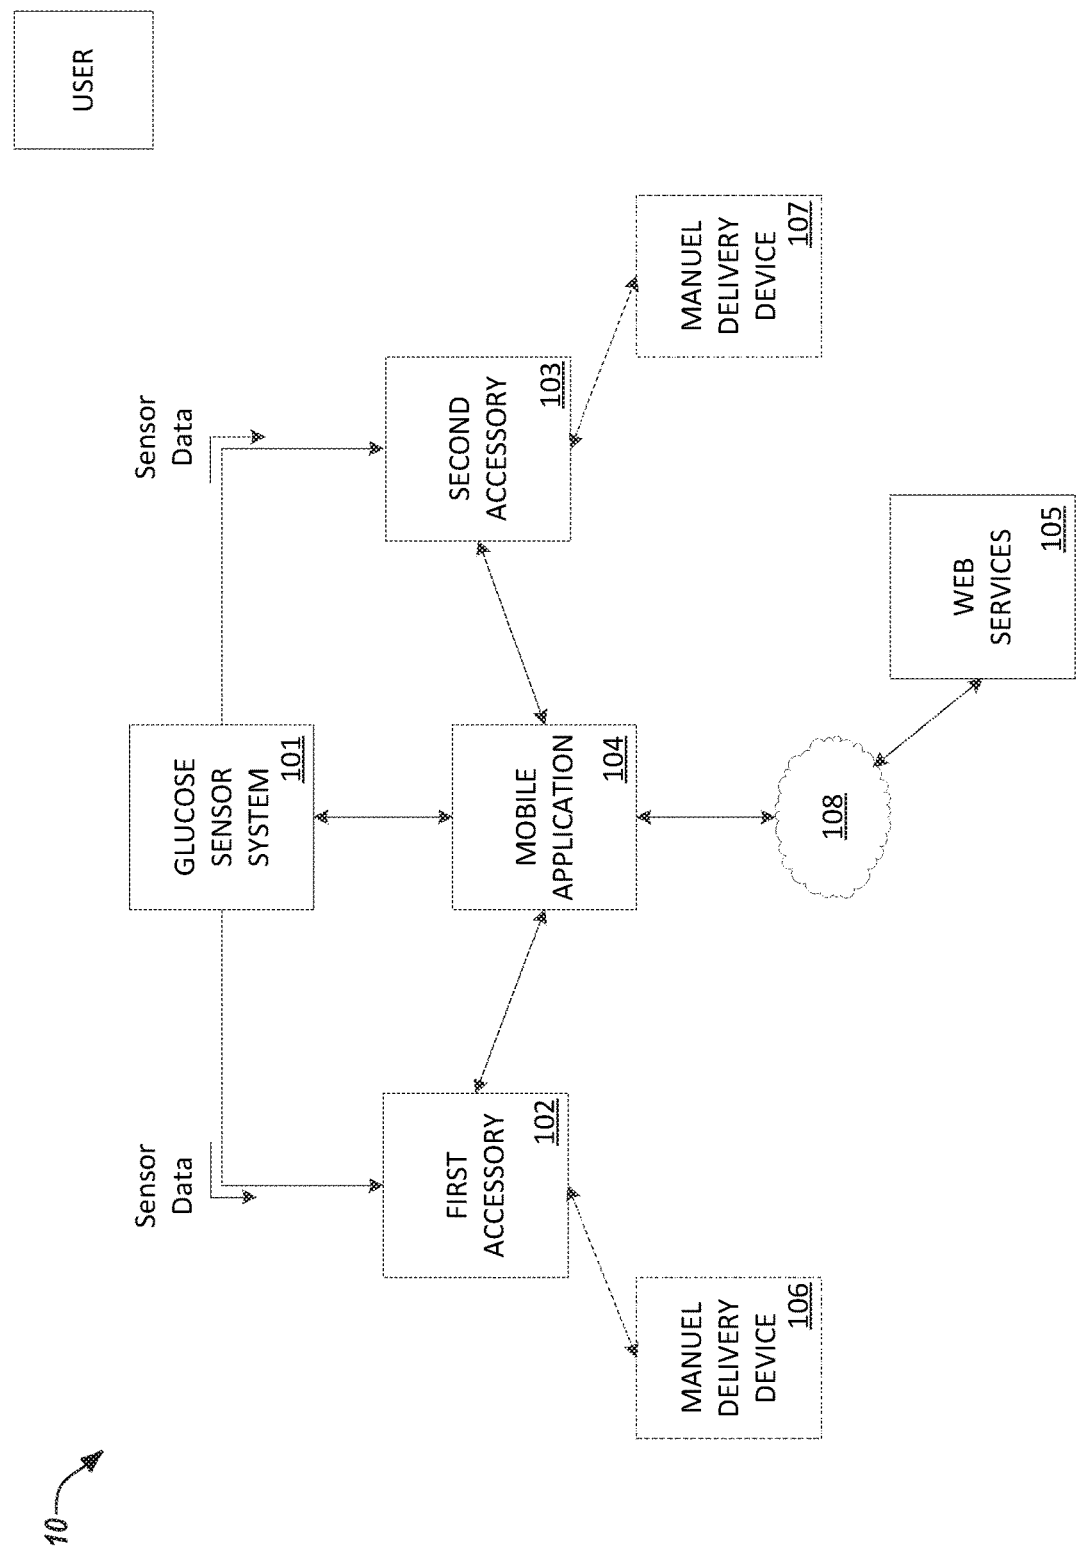 10
USER
Sensor
Data
Sensor
Data
GLUCOSE
SENSOR
SYSTEM
101
FIRST
ACCESSORY
102
MOBILE
APPLICATION
104
SECOND
ACCESSORY
103
MANUEL
DELIVERY
DEVICE
106
108
MANUEL
DELIVERY
DEVICE
107
WEB
SERVICES
105